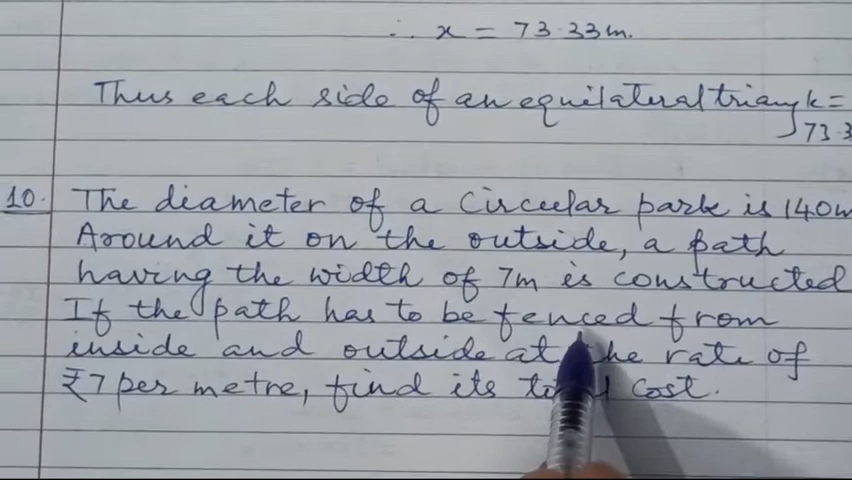 ∴ x = 73.33m.
Thus each side of an equilateral triangle =
73.3
10. The diameter of a circular park is 140m
Around it on the outside, a path
having the width of 7m is constructed
If the path has to be fenced from
inside and outside at the rate of
₹7 per metre, find its cost.